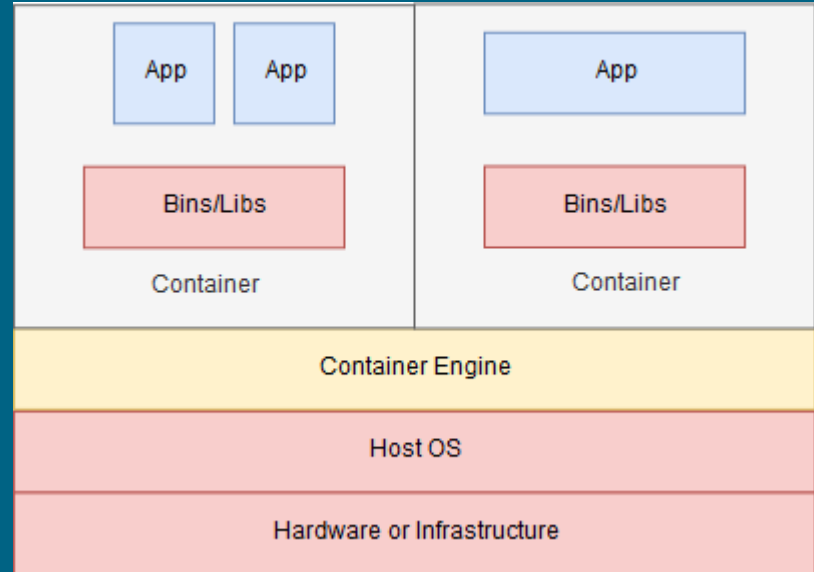 App
App
App
Bins/Libs
Bins/Libs
Container
Container
Container Engine
Host OS
Hardware or Infrastructure